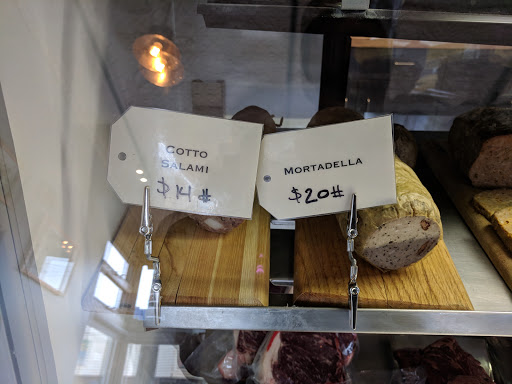 COTTO
SALAMI
$14#
MORTADELLA
$20#